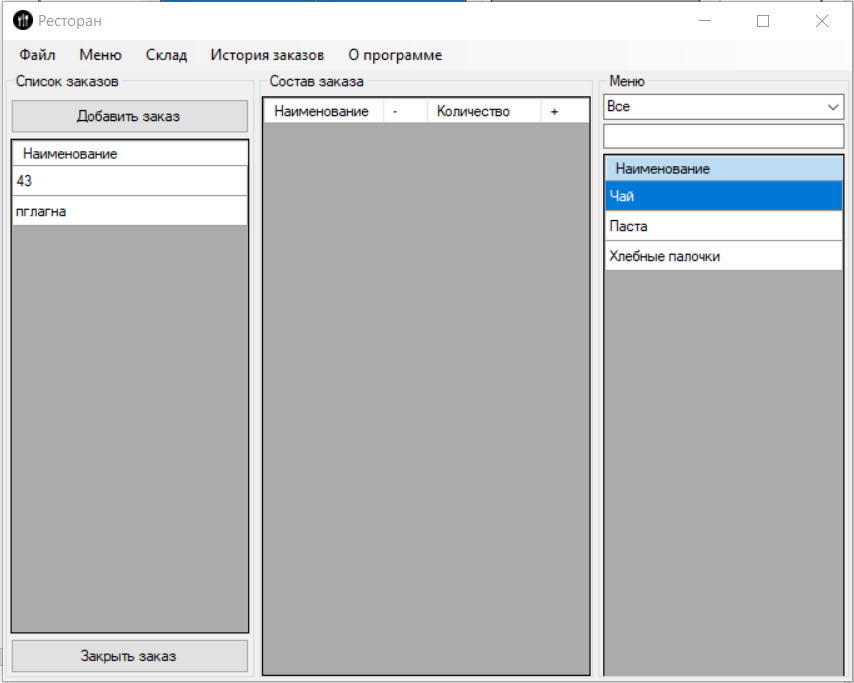 Ресторан
Файл Меню Склад История заказов О программе
Список заказов
Добавить заказ
Наименование
43
пглагна
Закрыть заказ
Состав заказа
Наименование - Количество +
Меню
Все
Наименование
Чай
Паста
Хлебные палочки